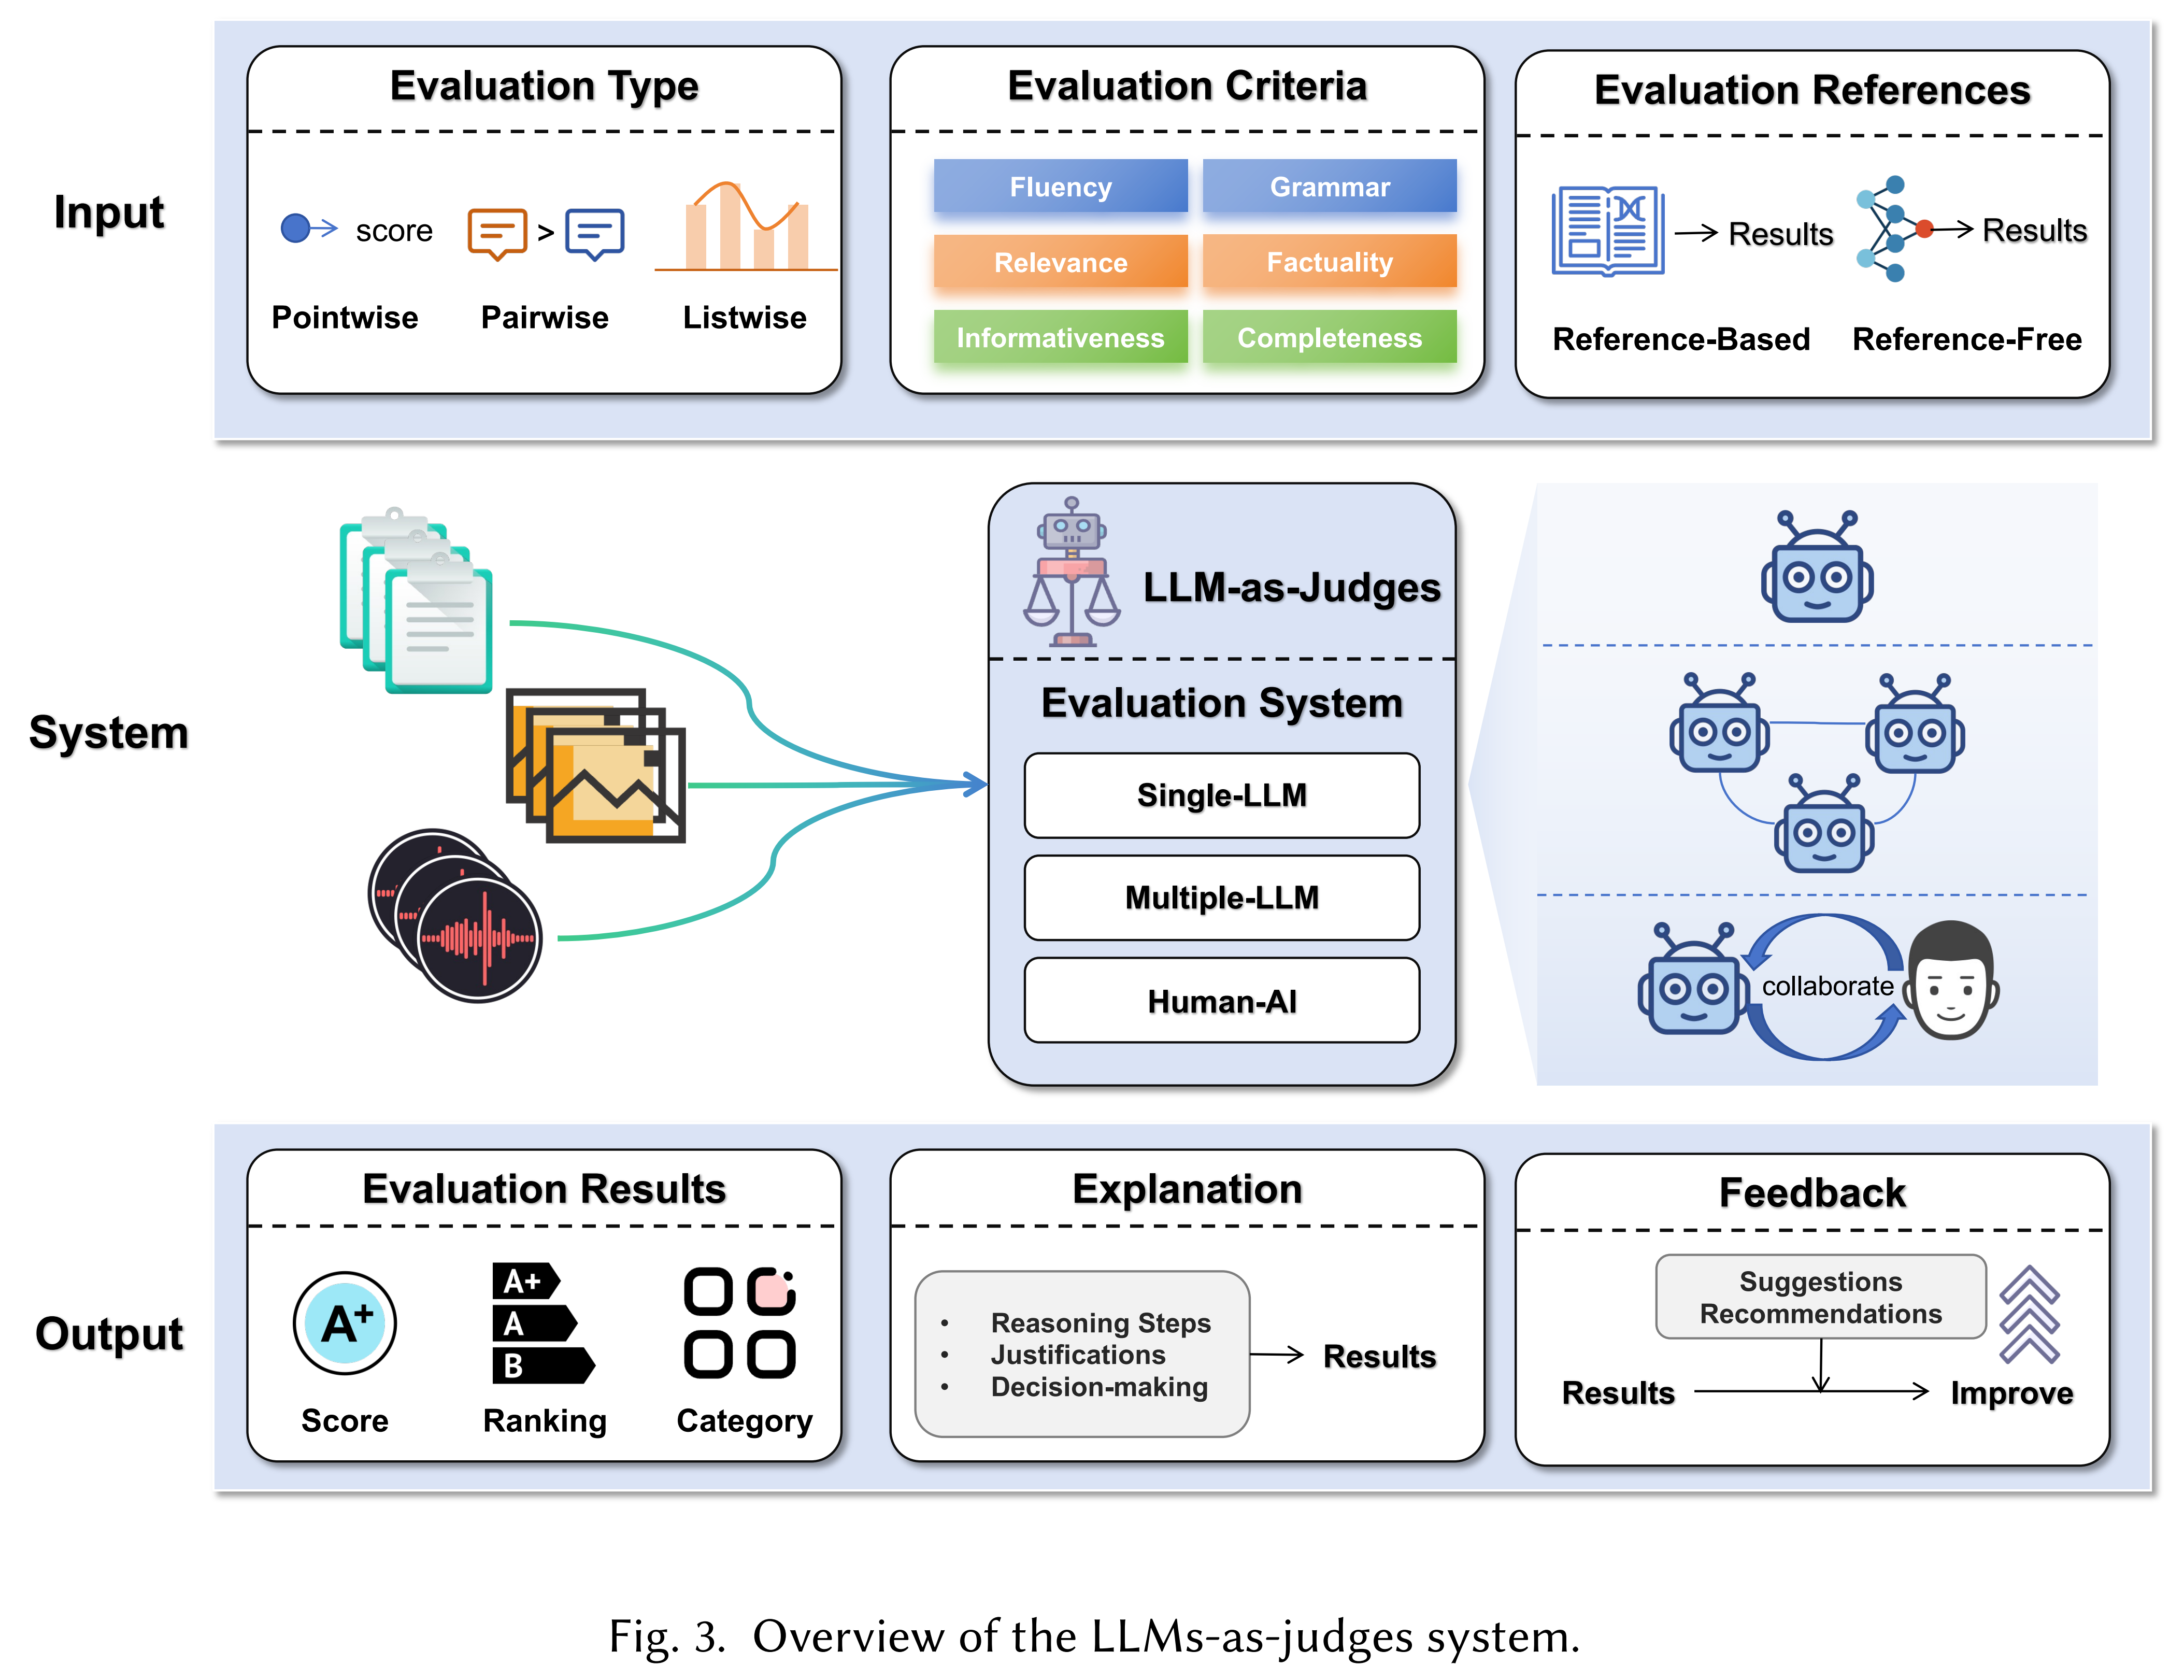 Input
Evaluation Type
score
>
Pointwise
Pairwise
Listwise
Evaluation Criteria
Fluency
Grammar
Relevance
Factuality
Informativeness
Completeness
Evaluation References
Results
Results
Reference-Based
Reference-Free
System
LLM-as-Judges
Evaluation System
Single-LLM
Multiple-LLM
Human-AI
collaborate
Output
Evaluation Results
A+
A+
A
B
Score
Ranking
Category
Explanation
• Reasoning Steps
• Justifications
• Decision-making
Results
Feedback
Suggestions
Recommendations
Results
Improve
Fig. 3. Overview of the LLMs-as-judges system.